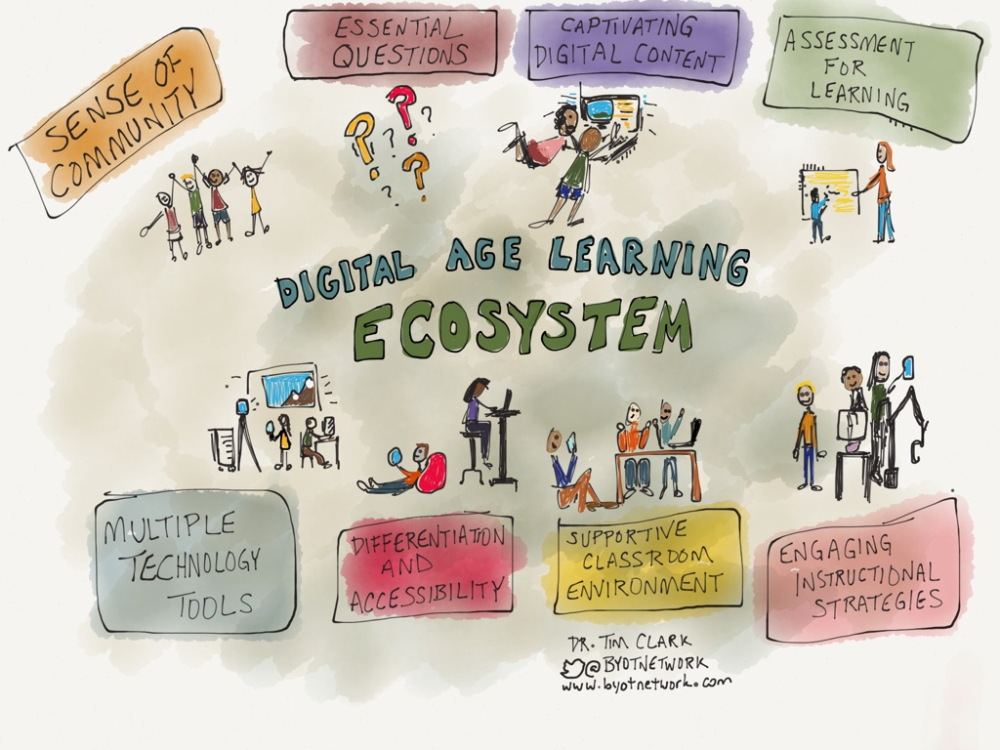 SENSE OF
COMMUNITY
ESSENTIAL
QUESTIONS
CAPTIVATING
DIGITAL CONTENT
ASSESSMENT
FOR
LEARNING
? ? ? ? ? ?
DIGITAL AGE LEARNING
ECOSYSTEM
MULTIPLE
TECHNOLOGY
TOOLS
DIFFERENTIATION
AND
ACCESSIBILITY
SUPPORTIVE
CLASSROOM
ENVIRONMENT
ENGAGING
INSTRUCTIONAL
STRATEGIES
DR. TIM CLARK
@BYOTNETWORK
www.byotnetwork.com